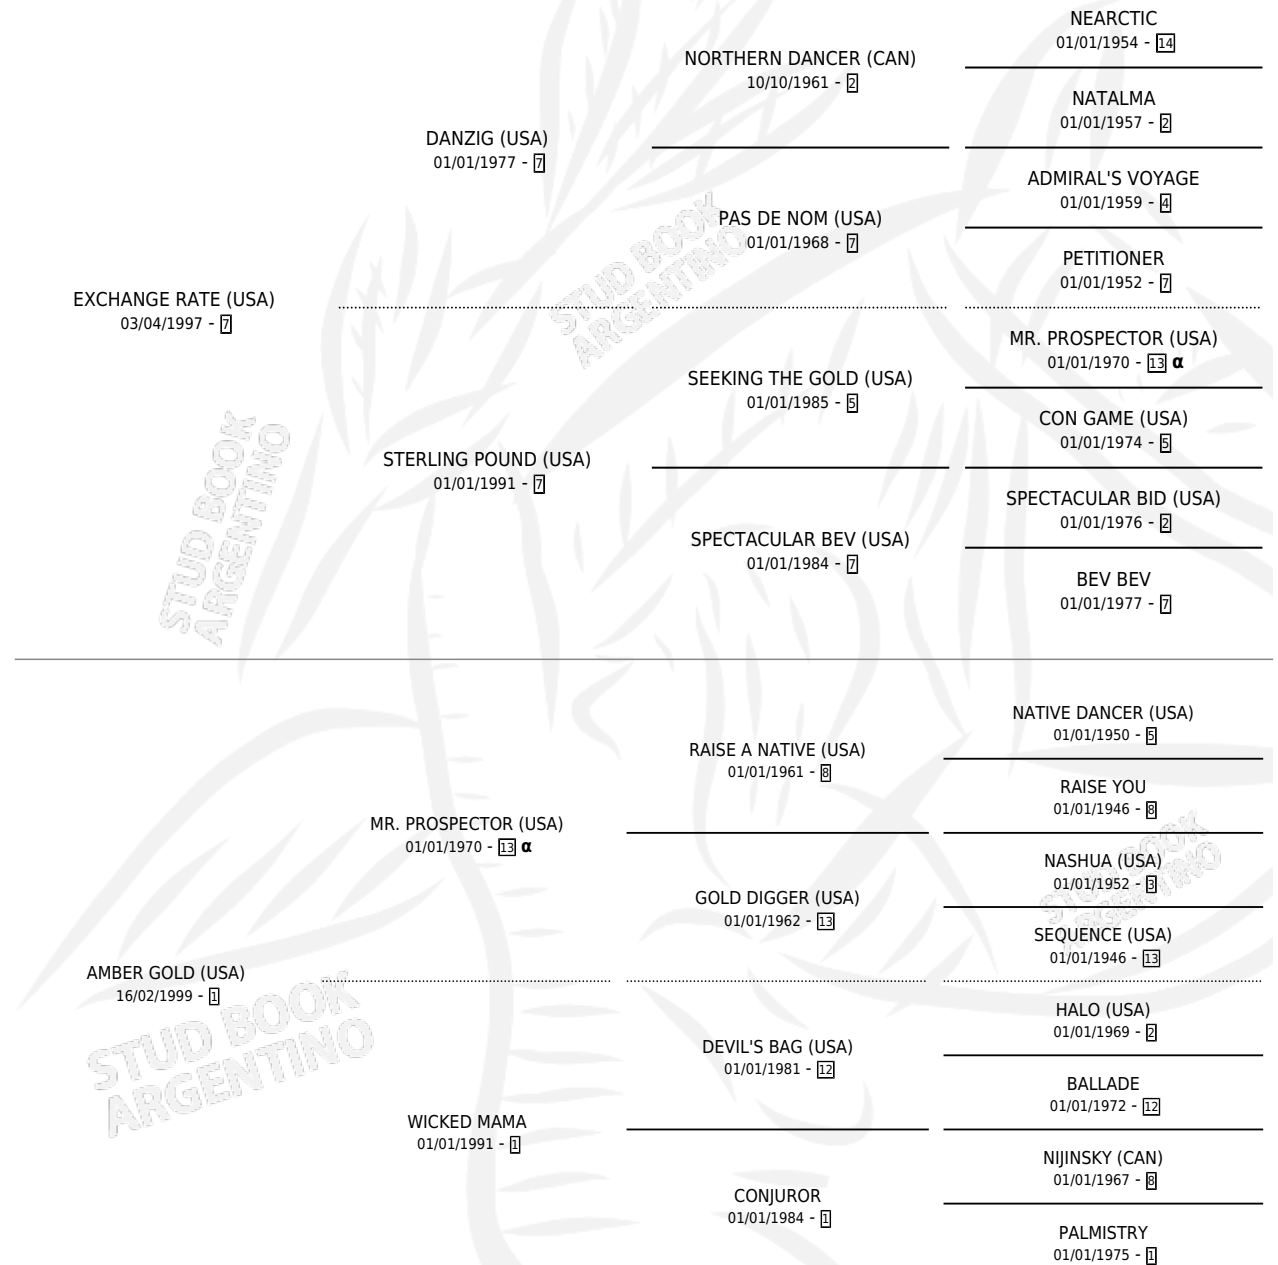 NEARCTIC
01/01/1954 - 14
NORTHERN DANCER (CAN)
10/10/1961 - 2
NATALMA
01/01/1957 - 2
DANZIG (USA)
01/01/1977 - 7
ADMIRAL'S VOYAGE
01/01/1959 - 4
PAS DE NOM (USA)
01/01/1968 - 7
PETITIONER
01/01/1952 - 7
EXCHANGE RATE (USA)
03/04/1997 - 7
MR. PROSPECTOR (USA)
01/01/1970 - 13 α
SEEKING THE GOLD (USA)
01/01/1985 - 5
CON GAME (USA)
01/01/1974 - 5
STERLING POUND (USA)
01/01/1991 - 7
SPECTACULAR BID (USA)
01/01/1976 - 2
SPECTACULAR BEV (USA)
01/01/1984 - 7
BEV BEV
01/01/1977 - 7
NATIVE DANCER (USA)
01/01/1950 - 5
RAISE A NATIVE (USA)
01/01/1961 - 8
RAISE YOU
01/01/1946 - 8
MR. PROSPECTOR (USA)
01/01/1970 - 13 α
NASHUA (USA)
01/01/1952 - 3
GOLD DIGGER (USA)
01/01/1962 - 13
SEQUENCE (USA)
01/01/1946 - 13
AMBER GOLD (USA)
16/02/1999 - 1
HALO (USA)
01/01/1969 - 2
DEVIL'S BAG (USA)
01/01/1981 - 12
BALLADE
01/01/1972 - 12
WICKED MAMA
01/01/1991 - 1
NIJINSKY (CAN)
01/01/1967 - 8
CONJUROR
01/01/1984 - 1
PALMISTRY
01/01/1975 - 1
STUD BOOK
ARGENTINO
STUD BOOK
ARGENTINO
STUD BOOK
ARGENTINO
STUD BOOK
ARGENTINO